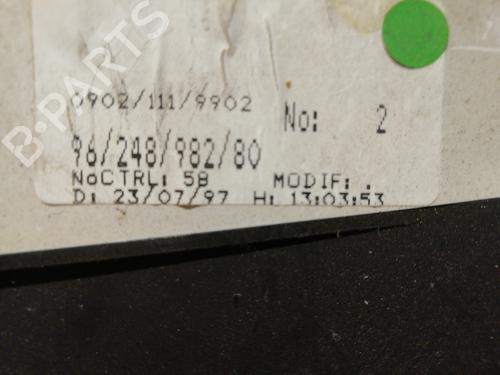 B-PARTS
0902/111/9902
No: 2
96/248/982/80
NoCTRL: 58 MODIF: .
D: 23/07/97 H: 13:03:53